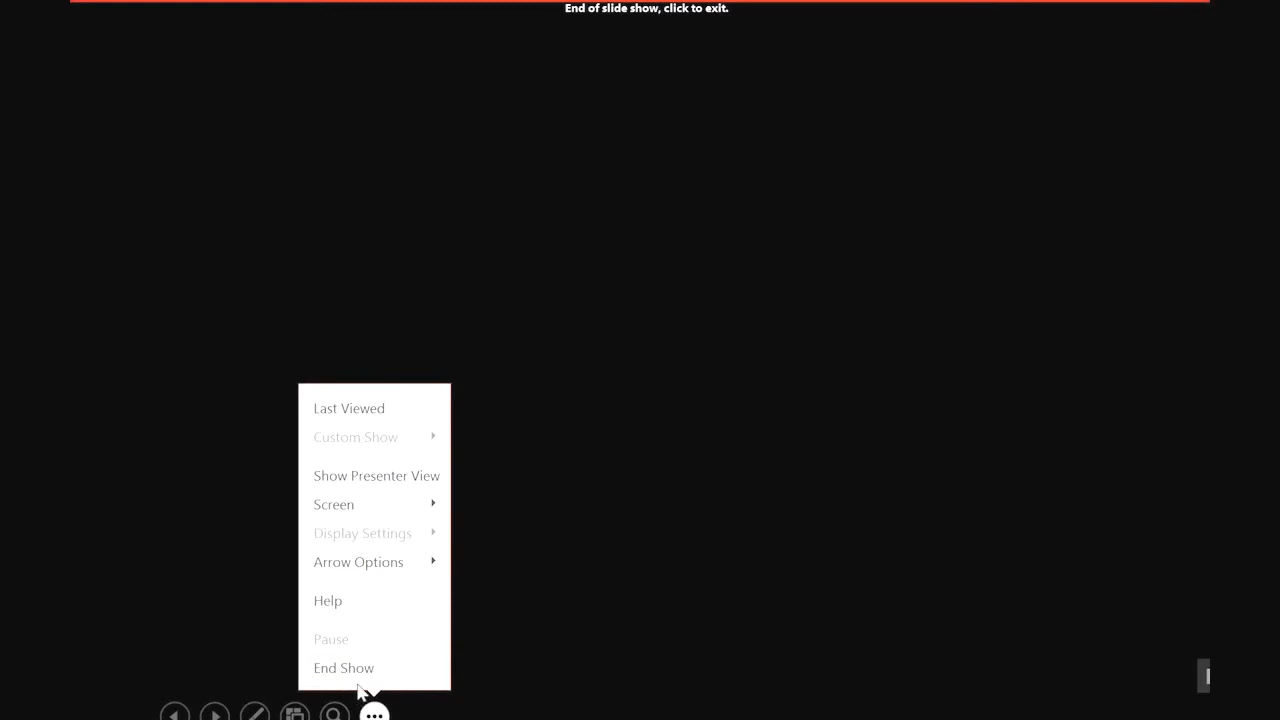 End of slide show, click to exit.
Last Viewed
Custom Show
Show Presenter View
Screen
Display Settings
Arrow Options
Help
Pause
End Show